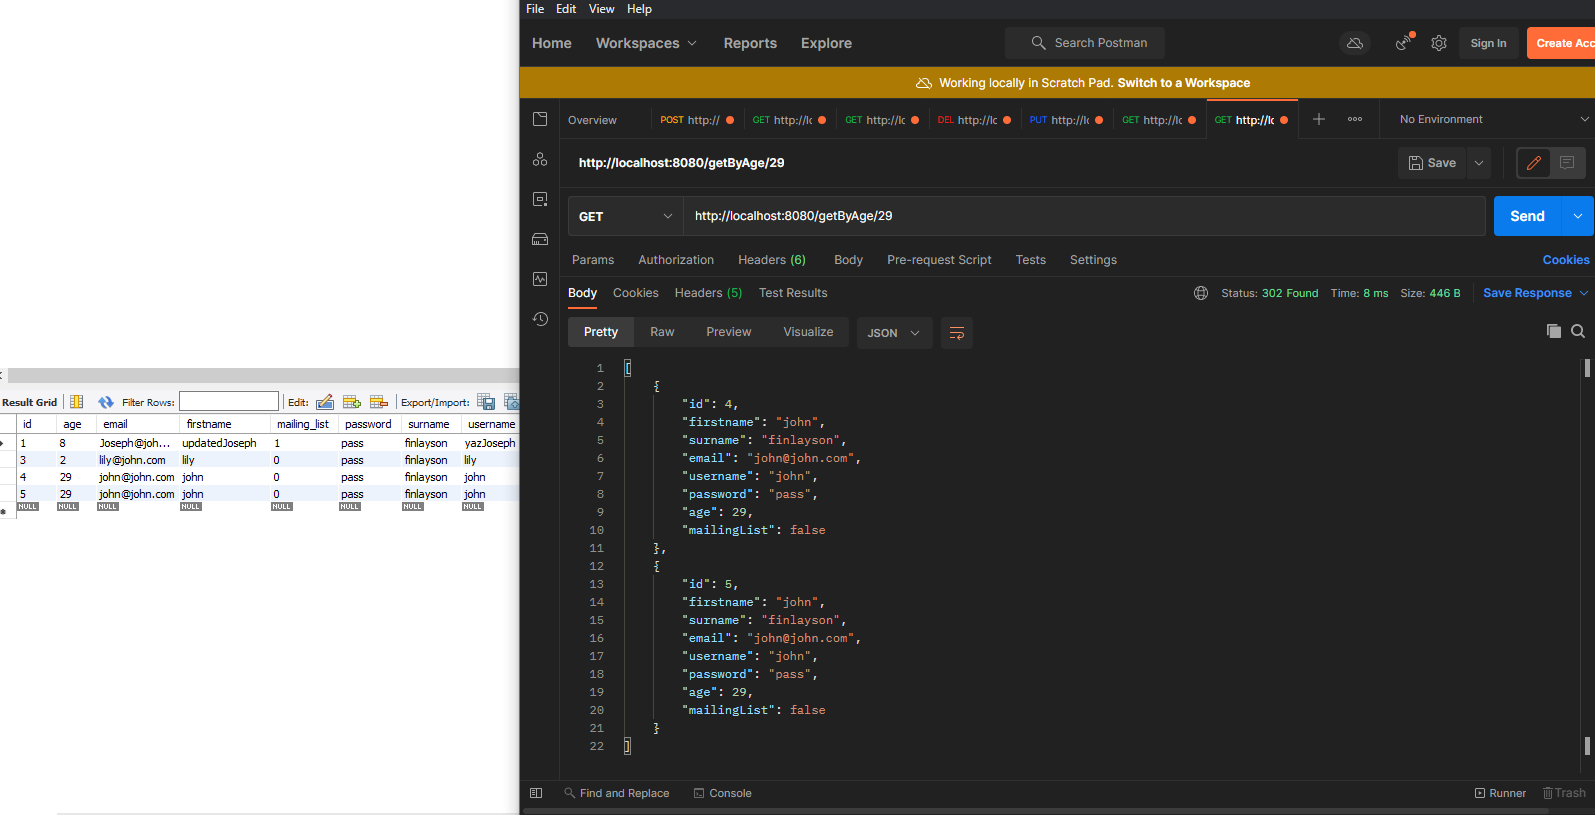 File Edit View Help
Home Workspaces Reports Explore Search Postman Sign In Create Acc
Working locally in Scratch Pad. Switch to a Workspace
Overview POST http:// GET http://lc GET http://lc DEL http://lc PUT http://lc GET http://lc GET http://lc No Environment
http://localhost:8080/getByAge/29 Save
GET http://localhost:8080/getByAge/29 Send
Params Authorization Headers (6) Body Pre-request Script Tests Settings Cookies
Body Cookies Headers (5) Test Results Status: 302 Found Time: 8 ms Size: 446 B Save Response
Pretty Raw Preview Visualize JSON
1 [
2 {
3 "id": 4,
4 "firstname": "john",
5 "surname": "finlayson",
6 "email": "john@john.com",
7 "username": "john",
8 "password": "pass",
9 "age": 29,
10 "mailingList": false
11 },
12 {
13 "id": 5,
14 "firstname": "john",
15 "surname": "finlayson",
16 "email": "john@john.com",
17 "username": "john",
18 "password": "pass",
19 "age": 29,
20 "mailingList": false
21 }
22 ]
Find and Replace Console Runner Trash
Result Grid Filter Rows: Edit: Export/Import:
id age email firstname mailing_list password surname username
1 8 Joseph@joh... updatedJoseph 1 pass finlayson yazJoseph
3 2 lily@john.com lily 0 pass finlayson lily
4 29 john@john.com john 0 pass finlayson john
5 29 john@john.com john 0 pass finlayson john
NULL NULL NULL NULL NULL NULL NULL NULL